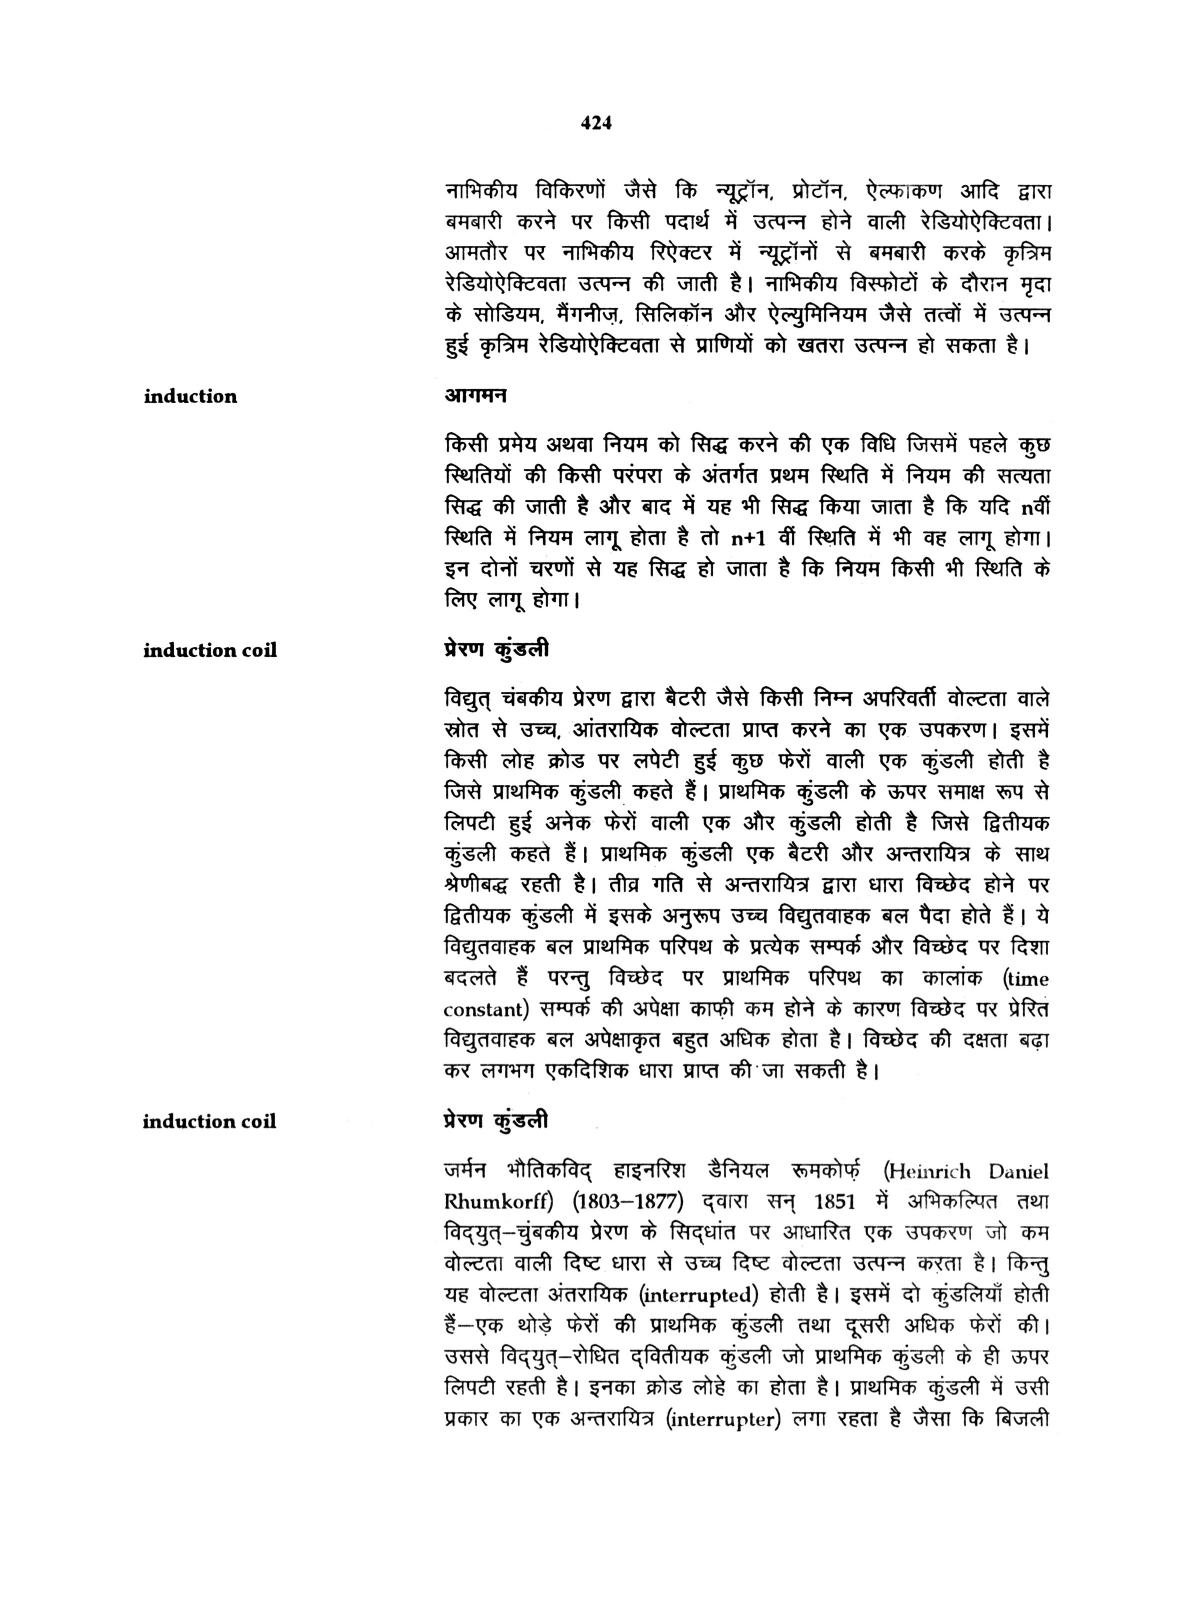 424
नाभिकीय विकिरणों जैसे कि न्यूट्रॉन, प्रोटॉन, ऐल्फाकण आदि द्वारा
बमबारी करने पर किसी पदार्थ में उत्पन्न होने वाली रेडियोऐक्टिवता।
आमतौर पर नाभिकीय रिऐक्टर में न्यूट्रॉनों से बमबारी करके कृत्रिम
रेडियोऐक्टिवता उत्पन्न की जाती है। नाभिकीय विस्फोटों के दौरान मृदा
के सोडियम, मैंगनीज़, सिलिकॉन और ऐल्युमिनियम जैसे तत्वों में उत्पन्न
हुई कृत्रिम रेडियोऐक्टिवता से प्राणियों को खतरा उत्पन्न हो सकता है।
induction आगमन
किसी प्रमेय अथवा नियम को सिद्ध करने की एक विधि जिसमें पहले कुछ
स्थितियों की किसी परंपरा के अंतर्गत प्रथम स्थिति में नियम की सत्यता
सिद्ध की जाती है और बाद में यह भी सिद्ध किया जाता है कि यदि nवीं
स्थिति में नियम लागू होता है तो n+1 वीं स्थिति में भी वह लागू होगा।
इन दोनों चरणों से यह सिद्ध हो जाता है कि नियम किसी भी स्थिति के
लिए लागू होगा।
induction coil प्रेरण कुंडली
विद्युत् चंबकीय प्रेरण द्वारा बैटरी जैसे किसी निम्न अपरिवर्ती वोल्टता वाले
स्रोत से उच्च, आंतरायिक वोल्टता प्राप्त करने का एक उपकरण। इसमें
किसी लोह क्रोड पर लपेटी हुई कुछ फेरों वाली एक कुंडली होती है
जिसे प्राथमिक कुंडली कहते हैं। प्राथमिक कुंडली के ऊपर समाक्ष रूप से
लिपटी हुई अनेक फेरों वाली एक और कुंडली होती है जिसे द्वितीयक
कुंडली कहते हैं। प्राथमिक कुंडली एक बैटरी और अन्तरायित्र के साथ
श्रेणीबद्ध रहती है। तीव्र गति से अन्तरायित्र द्वारा धारा विच्छेद होने पर
द्वितीयक कुंडली में इसके अनुरूप उच्च विद्युतवाहक बल पैदा होते हैं। ये
विद्युतवाहक बल प्राथमिक परिपथ के प्रत्येक सम्पर्क और विच्छेद पर दिशा
बदलते हैं परन्तु विच्छेद पर प्राथमिक परिपथ का कालांक (time
constant) सम्पर्क की अपेक्षा काफ़ी कम होने के कारण विच्छेद पर प्रेरित
विद्युतवाहक बल अपेक्षाकृत बहुत अधिक होता है। विच्छेद की दक्षता बढ़ा
कर लगभग एकदिशिक धारा प्राप्त की जा सकती है।
induction coil प्रेरण कुंडली
जर्मन भौतिकविद् हाइनरिश डैनियल रूमकोर्फ़ (Heinrich Daniel
Rhumkorff) (1803–1877) द्वारा सन् 1851 में अभिकल्पित तथा
विद्युत्–चुंबकीय प्रेरण के सिद्धांत पर आधारित एक उपकरण जो कम
वोल्टता वाली दिष्ट धारा से उच्च दिष्ट वोल्टता उत्पन्न करता है। किन्तु
यह वोल्टता अंतरायिक (interrupted) होती है। इसमें दो कुंडलियाँ होती
हैं–एक थोड़े फेरों की प्राथमिक कुंडली तथा दूसरी अधिक फेरों की।
उससे विद्युत्–रोधित द्वितीयक कुंडली जो प्राथमिक कुंडली के ही ऊपर
लिपटी रहती है। इनका क्रोड लोहे का होता है। प्राथमिक कुंडली में उसी
प्रकार का एक अन्तरायित्र (interrupter) लगा रहता है जैसा कि बिजली